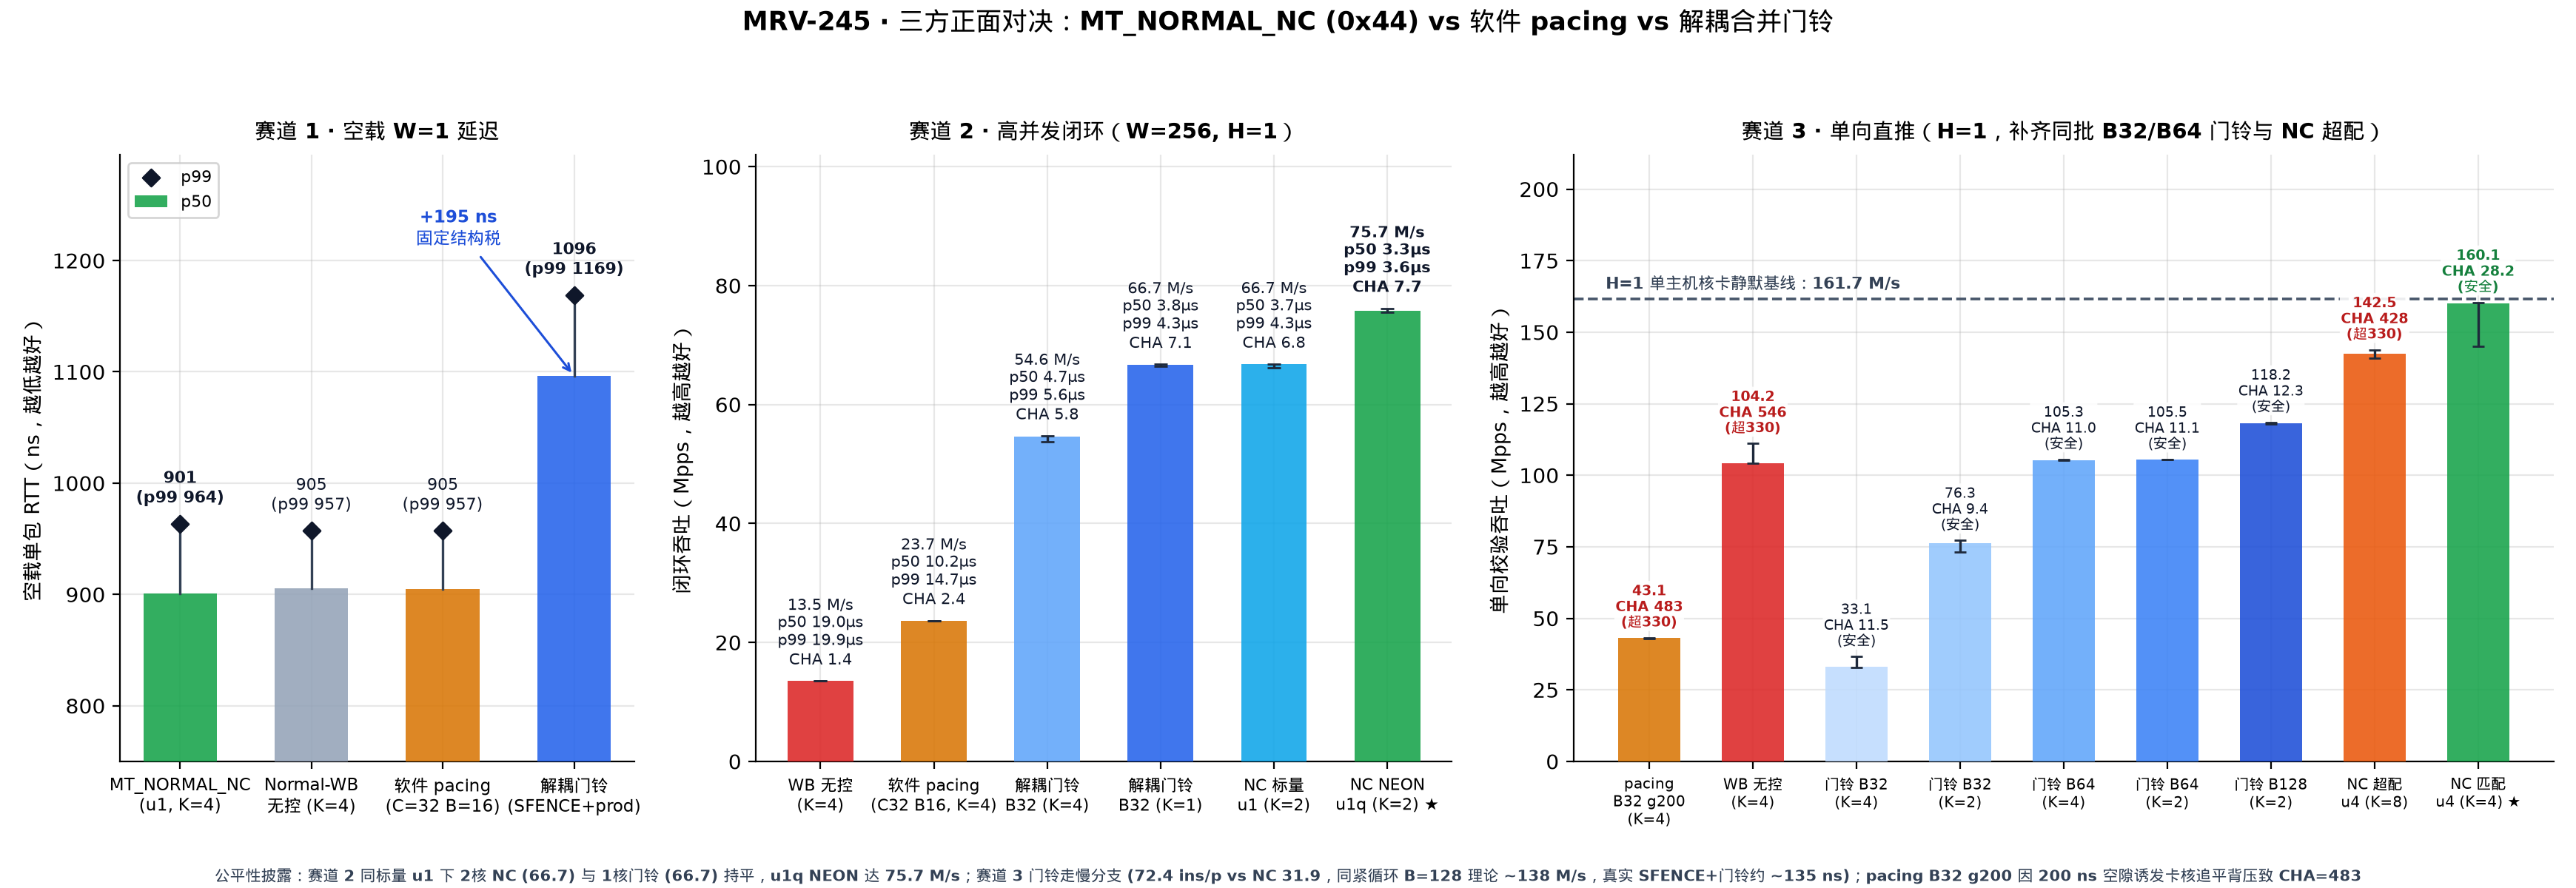 MRV-245 · 三方正面对决：MT_NORMAL_NC (0x44) vs 软件 pacing vs 解耦合并门铃
赛道 1 · 空载 W=1 延迟
空载单包 RTT（ns，越低越好）
1200
1100
1000
900
800
p99
p50
+195 ns
固定结构税
901
(p99 964)
905
(p99 957)
905
(p99 957)
1096
(p99 1169)
MT_NORMAL_NC
(u1, K=4)
Normal-WB
无控 (K=4)
软件 pacing
(C=32 B=16)
解耦门铃
(SFENCE+prod)
赛道 2 · 高并发闭环（W=256, H=1）
闭环吞吐（Mpps，越高越好）
100
80
60
40
20
0
13.5 M/s
p50 19.0μs
p99 19.9μs
CHA 1.4
23.7 M/s
p50 10.2μs
p99 14.7μs
CHA 2.4
54.6 M/s
p50 4.7μs
p99 5.6μs
CHA 5.8
66.7 M/s
p50 3.8μs
p99 4.3μs
CHA 7.1
66.7 M/s
p50 3.7μs
p99 4.3μs
CHA 6.8
75.7 M/s
p50 3.3μs
p99 3.6μs
CHA 7.7
WB 无控
(K=4)
软件 pacing
(C32 B16, K=4)
解耦门铃
B32 (K=4)
解耦门铃
B32 (K=1)
NC 标量
u1 (K=2)
NC NEON
u1q (K=2) ★
赛道 3 · 单向直推（H=1，补齐同批 B32/B64 门铃与 NC 超配）
单向校验吞吐（Mpps，越高越好）
200
175
150
125
100
75
50
25
0
H=1 单主机核卡静默基线：161.7 M/s
43.1
CHA 483
(超330)
104.2
CHA 546
(超330)
33.1
CHA 11.5
(安全)
76.3
CHA 9.4
(安全)
105.3
CHA 11.0
(安全)
105.5
CHA 11.1
(安全)
118.2
CHA 12.3
(安全)
142.5
CHA 428
(超330)
160.1
CHA 28.2
(安全)
pacing
B32 g200
(K=4)
WB 无控
(K=4)
门铃 B32
(K=4)
门铃 B32
(K=2)
门铃 B64
(K=4)
门铃 B64
(K=2)
门铃 B128
(K=2)
NC 超配
u4 (K=8)
NC 匹配
u4 (K=4) ★
公平性披露：赛道 2 同标量 u1 下 2核 NC (66.7) 与 1核门铃 (66.7) 持平，u1q NEON 达 75.7 M/s；赛道 3 门铃走慢分支 (72.4 ins/p vs NC 31.9，同紧循环 B=128 理论 ~138 M/s，真实 SFENCE+门铃约 ~135 ns)；pacing B32 g200 因 200 ns 空隙诱发卡核追平背压致 CHA=483